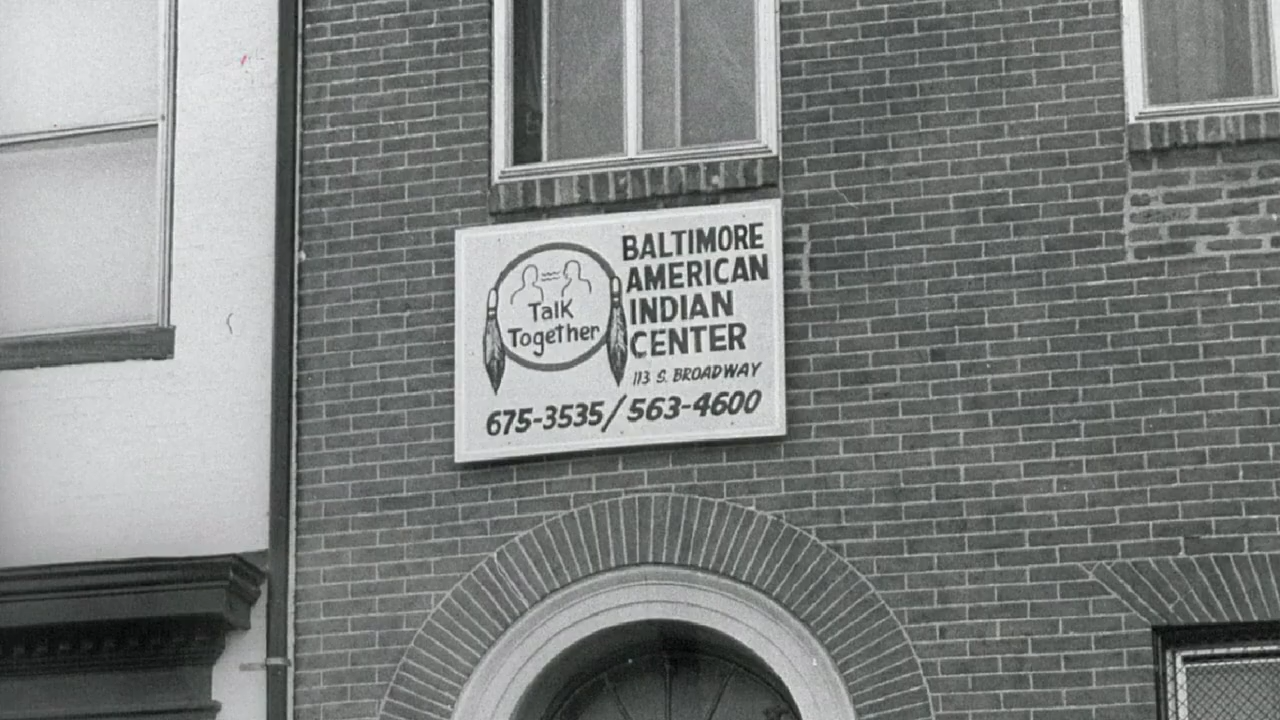 Talk
Together
BALTIMORE
AMERICAN
INDIAN
CENTER
113 S. BROADWAY
675-3535/563-4600